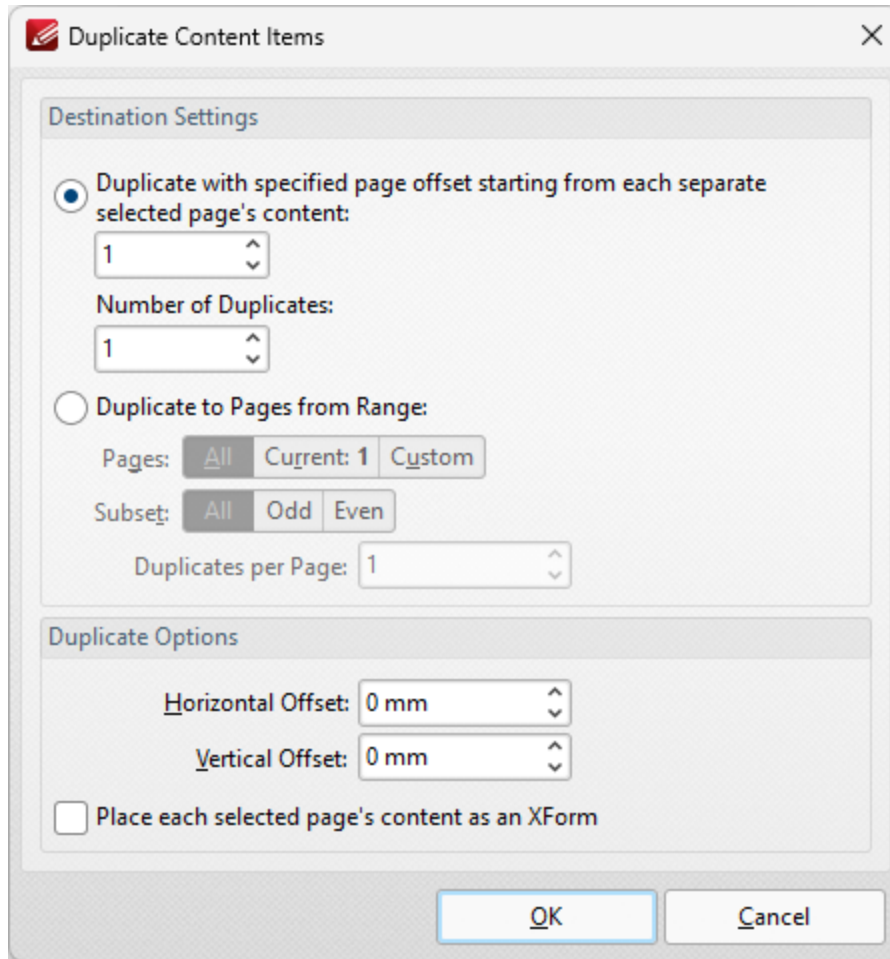 Duplicate Content Items
Destination Settings
Duplicate with specified page offset starting from each separate
selected page's content:
1
Number of Duplicates:
1
Duplicate to Pages from Range:
Pages: All Current: 1 Custom
Subset: All Odd Even
Duplicates per Page: 1
Duplicate Options
Horizontal Offset: 0 mm
Vertical Offset: 0 mm
Place each selected page's content as an XForm
OK Cancel